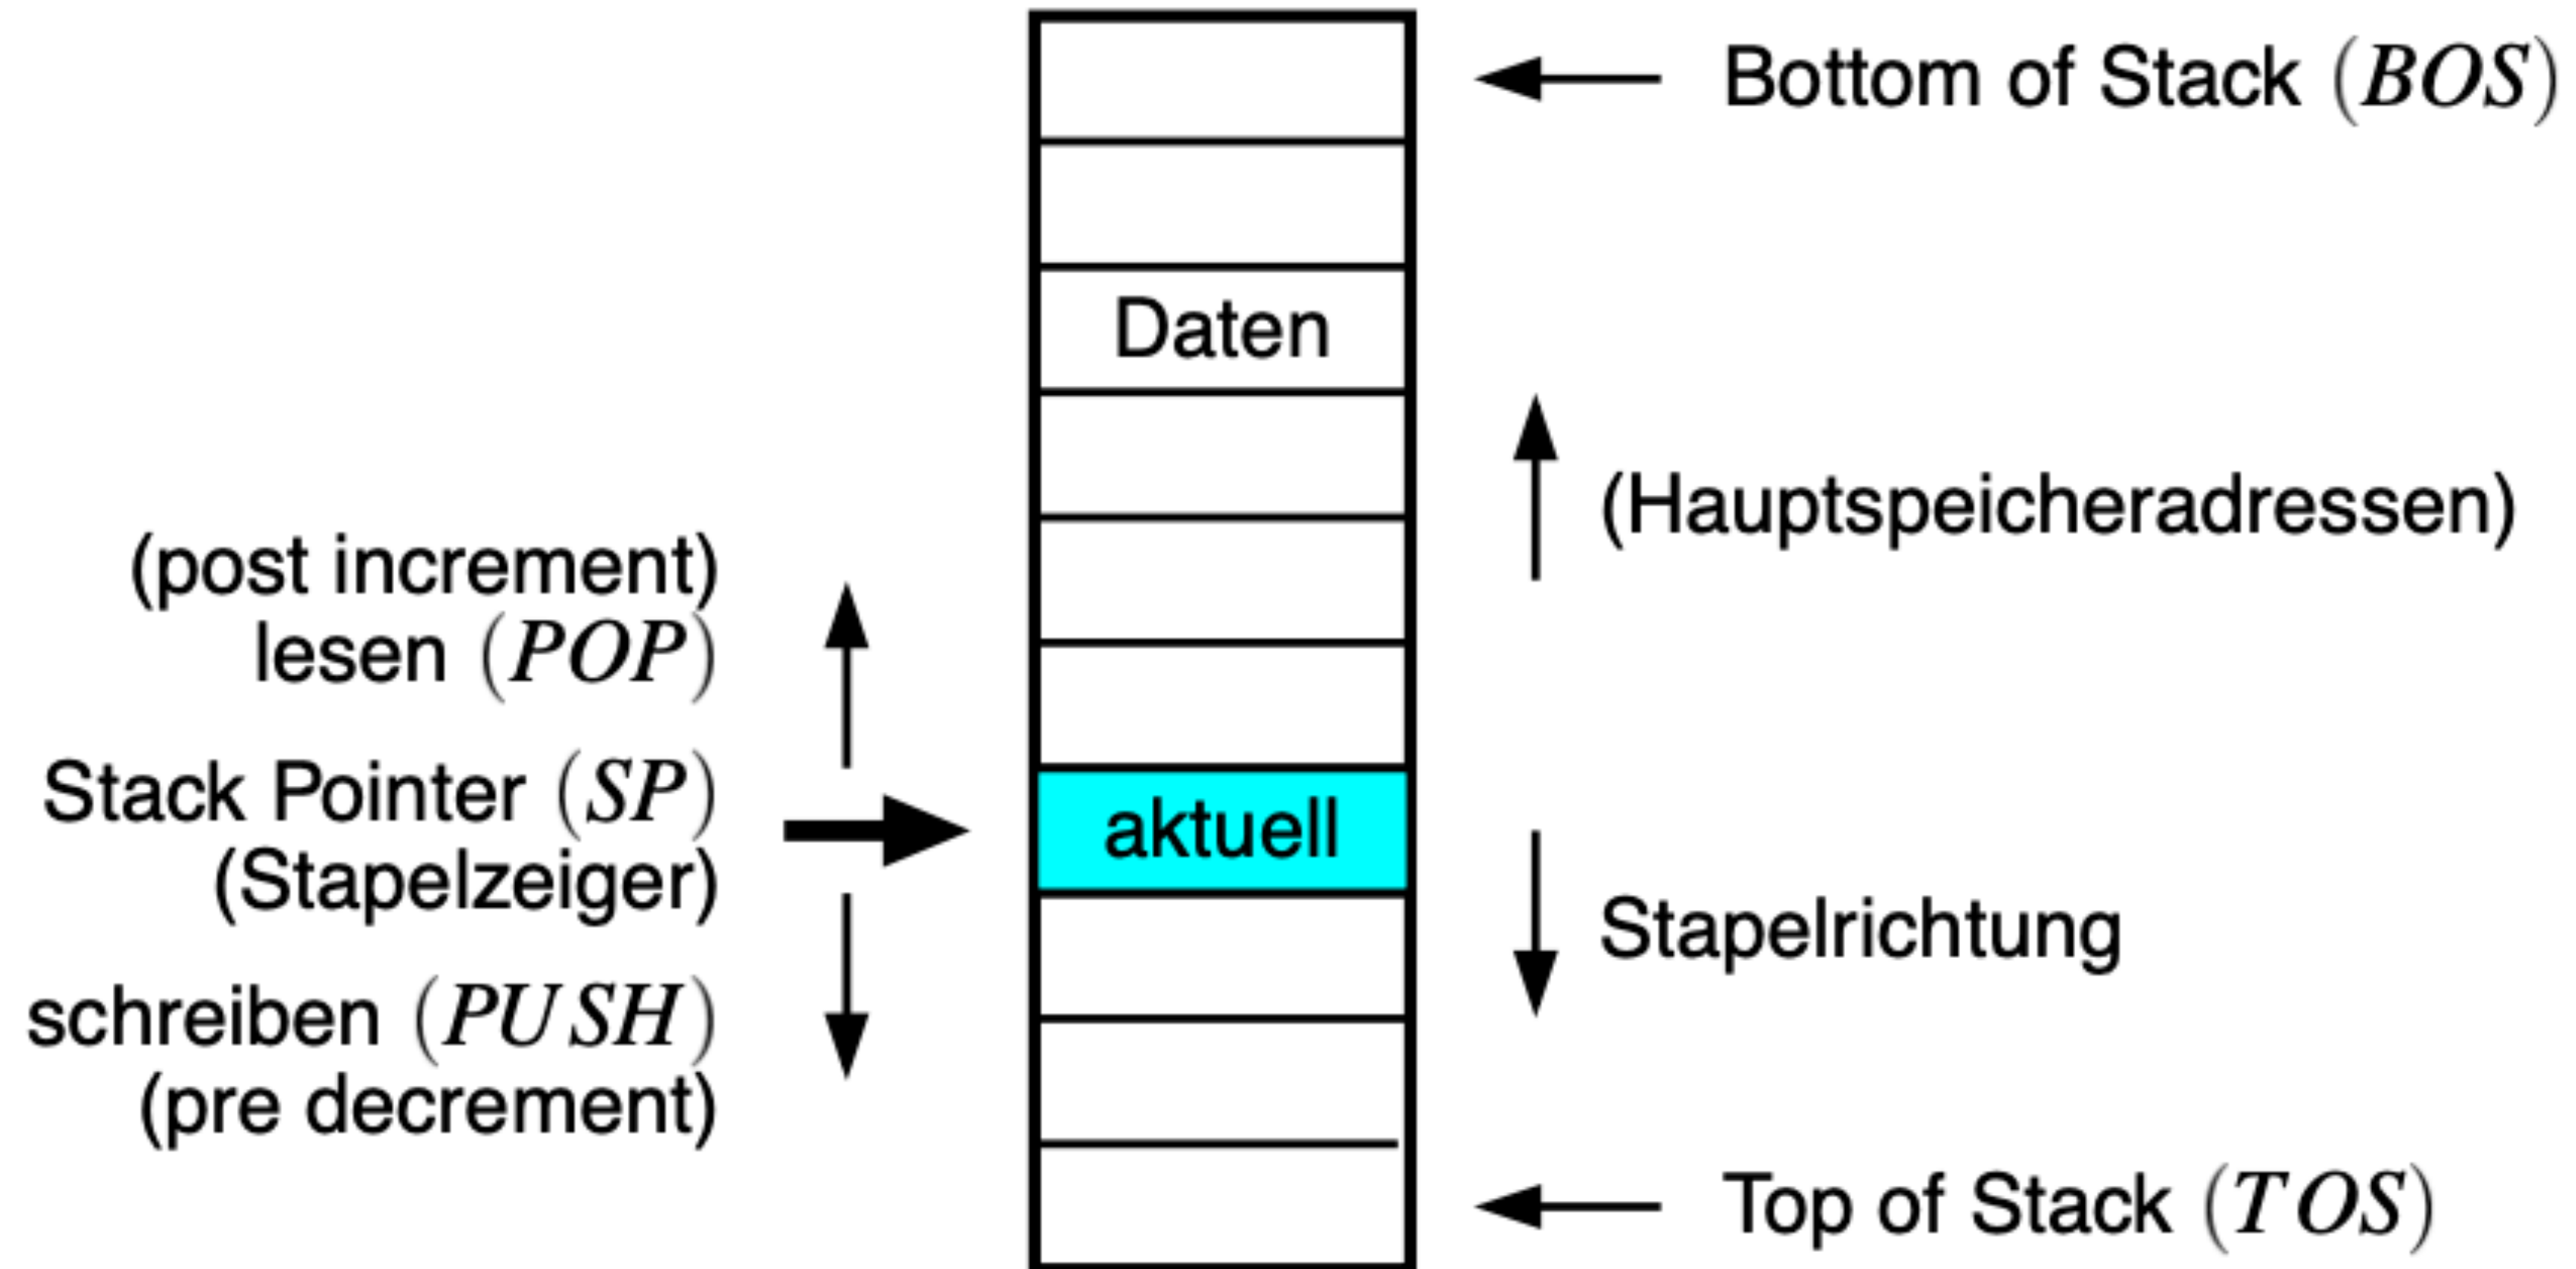 Bottom of Stack (BOS)
Daten
(Hauptspeicheradressen)
(post increment)
lesen (POP)
Stack Pointer (SP)
(Stapelzeiger)
aktuell
Stapelrichtung
schreiben (PUSH)
(pre decrement)
Top of Stack (TOS)